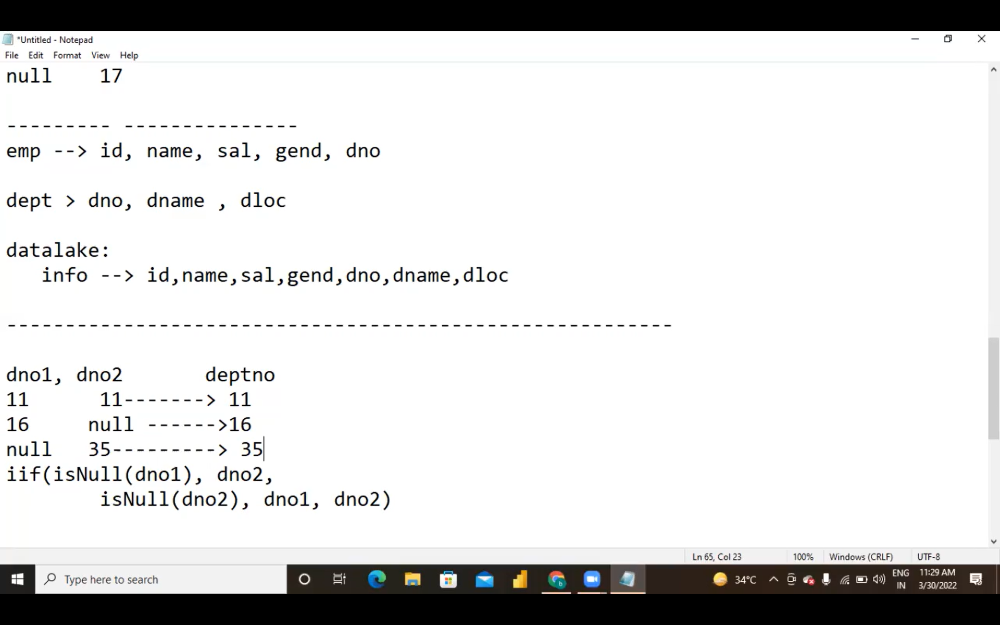 *Untitled - Notepad
File Edit Format View Help
null    17
--------- ---------------
emp --> id, name, sal, gend, dno
dept > dno, dname , dloc
datalake:
   info --> id,name,sal,gend,dno,dname,dloc
---------------------------------------------------------
dno1, dno2       deptno
11      11-------> 11
16     null ------>16
null   35---------> 35
iif(isNull(dno1), dno2,
        isNull(dno2), dno1, dno2)
Ln 65, Col 23 100% Windows (CRLF) UTF-8
Type here to search 34°C ENG 11:29 AM
IN 3/30/2022